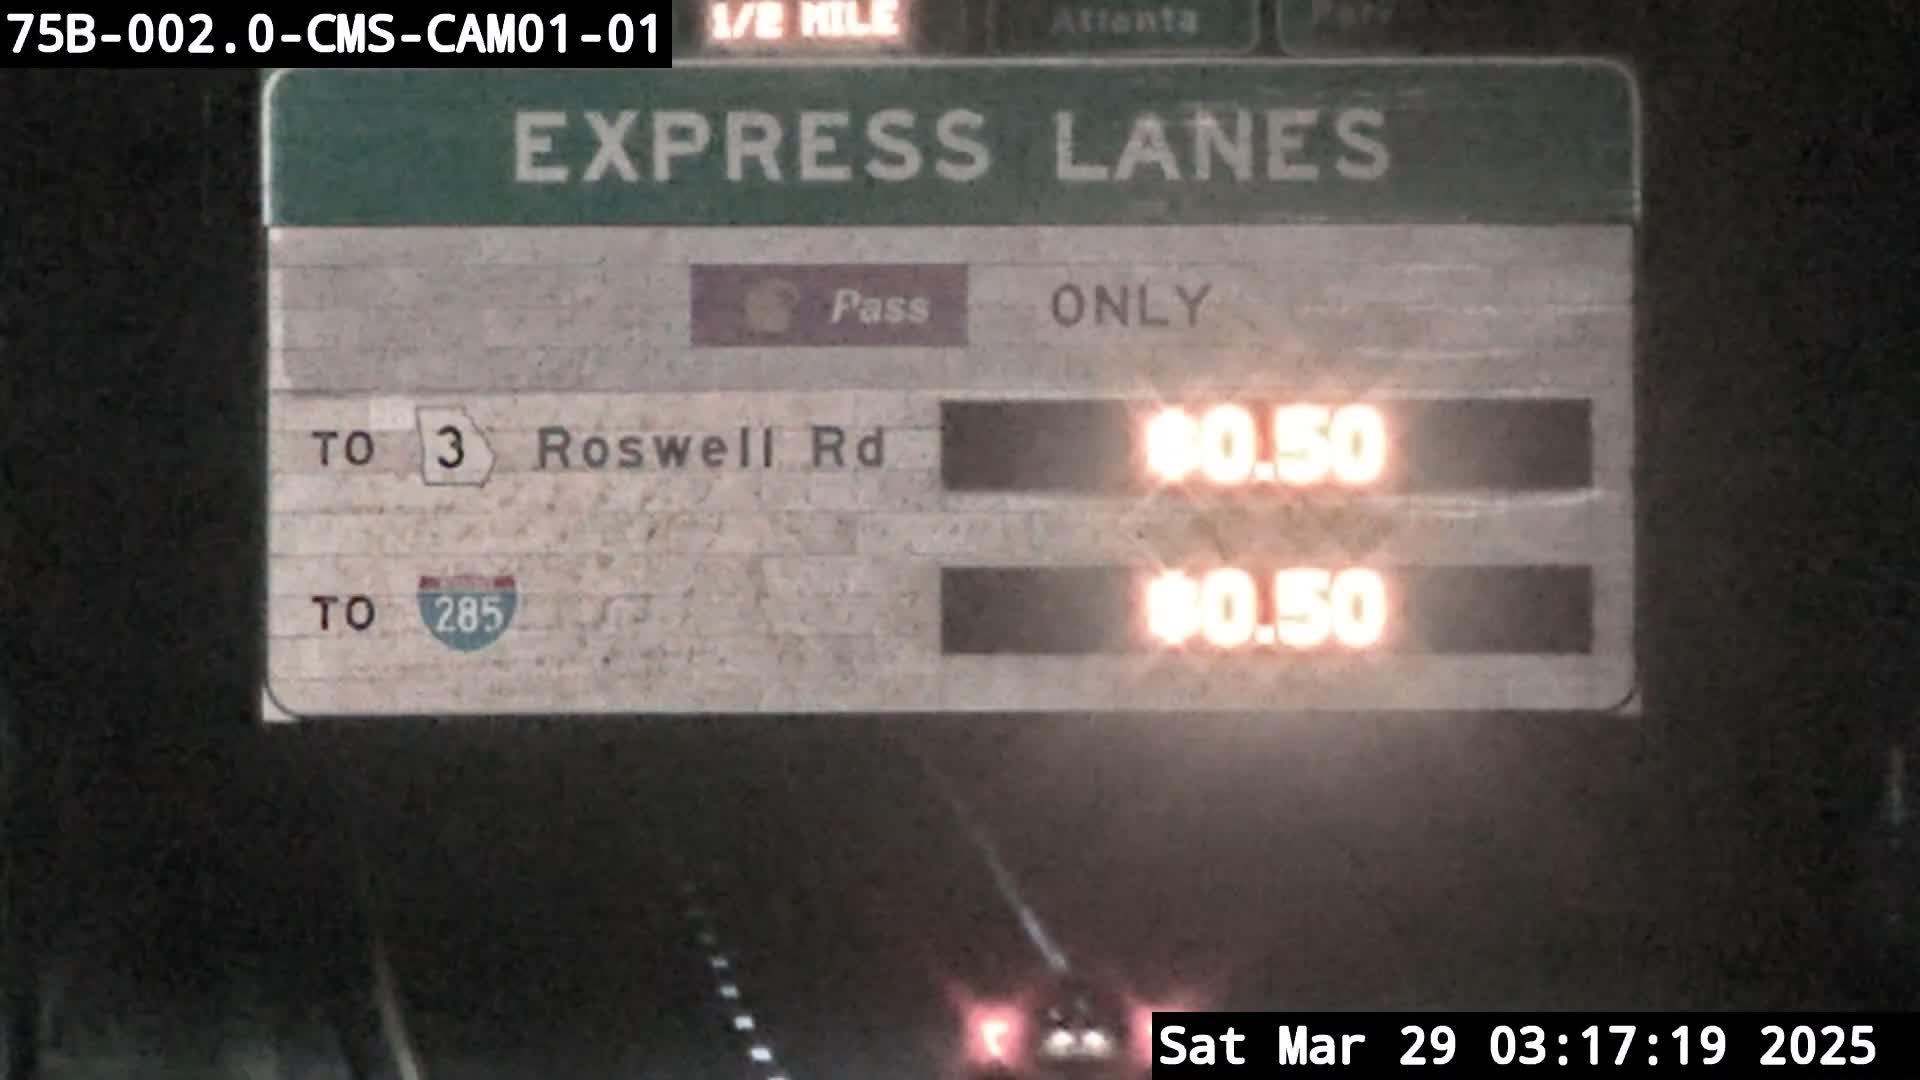 75B-002.0-CMS-CAM01-01
1/2 MILE
Atlanta
EXPRESS LANES
Pass ONLY
TO 3 Roswell Rd $0.50
TO 285 $0.50
Sat Mar 29 03:17:19 2025